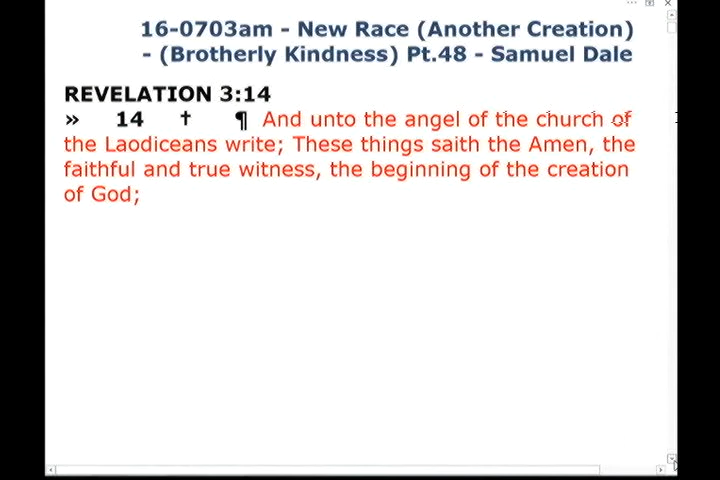 16-0703am - New Race (Another Creation)
- (Brotherly Kindness) Pt.48 - Samuel Dale
REVELATION 3:14
» 14 ✝ ¶ And unto the angel of the church of
the Laodiceans write; These things saith the Amen, the
faithful and true witness, the beginning of the creation
of God;